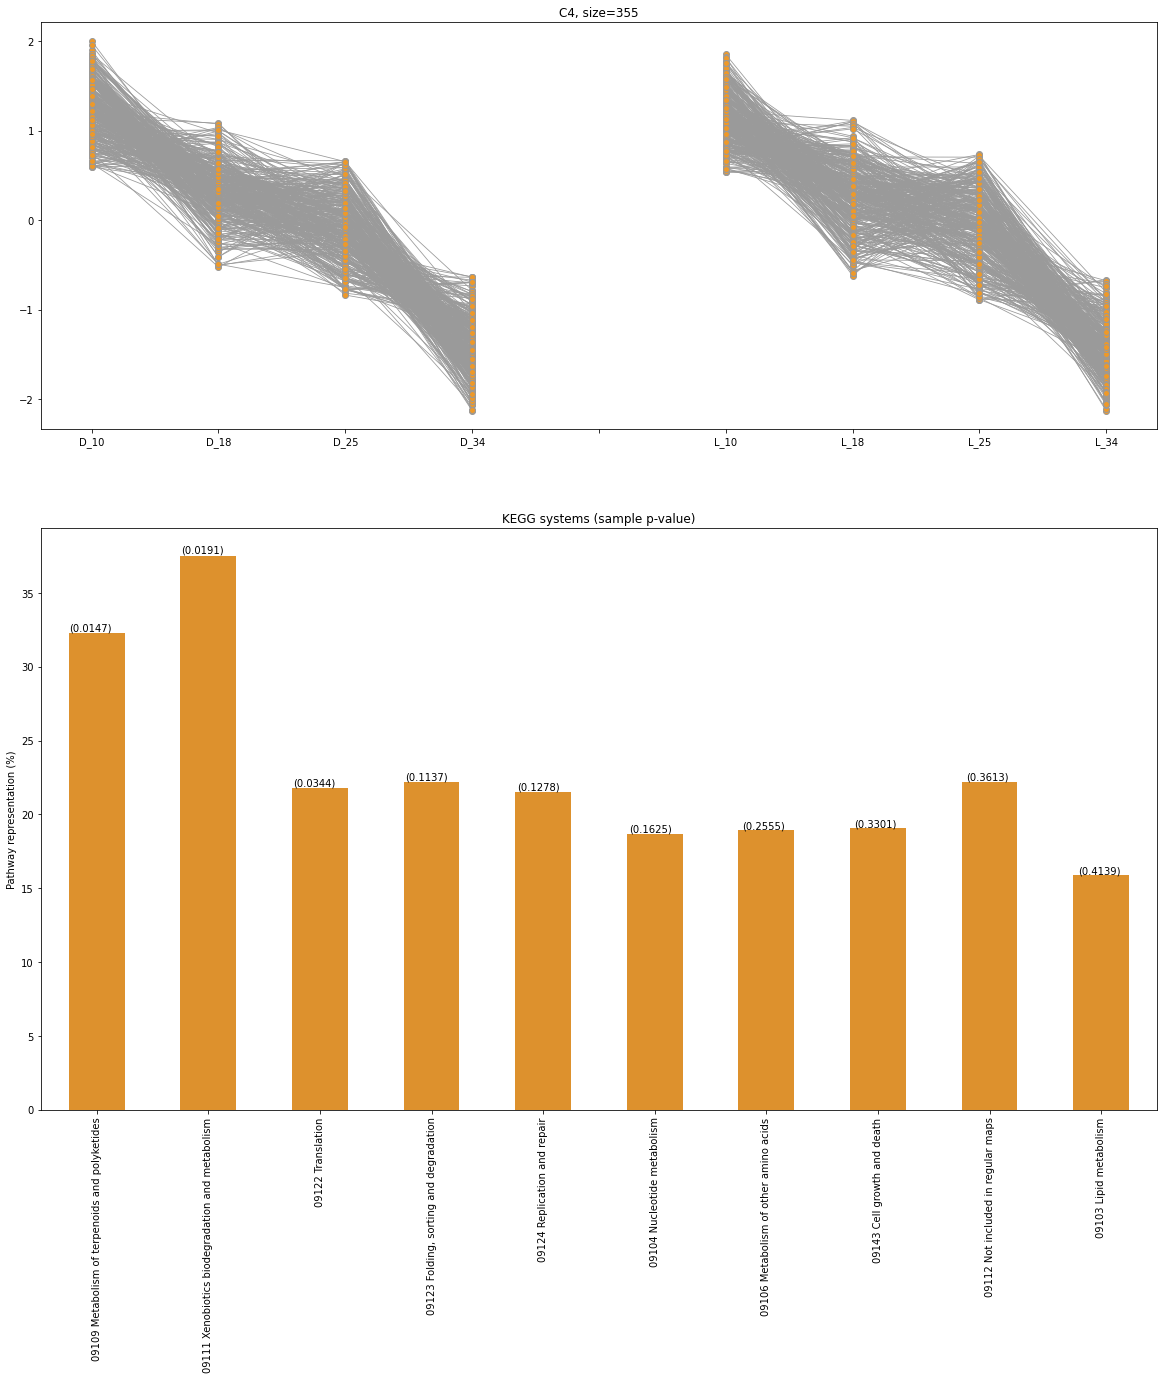 C4, size=355
2
1
0
−1
−2
D_10 D_18 D_25 D_34 L_10 L_18 L_25 L_34
KEGG systems (sample p-value)
Pathway representation (%)
35
30
25
20
15
10
5
0
(0.0147)
(0.0191)
(0.0344)
(0.1137)
(0.1278)
(0.1625)
(0.2555)
(0.3301)
(0.3613)
(0.4139)
09109 Metabolism of terpenoids and polyketides
09111 Xenobiotics biodegradation and metabolism
09122 Translation
09123 Folding, sorting and degradation
09124 Replication and repair
09104 Nucleotide metabolism
09106 Metabolism of other amino acids
09143 Cell growth and death
09112 Not included in regular maps
09103 Lipid metabolism